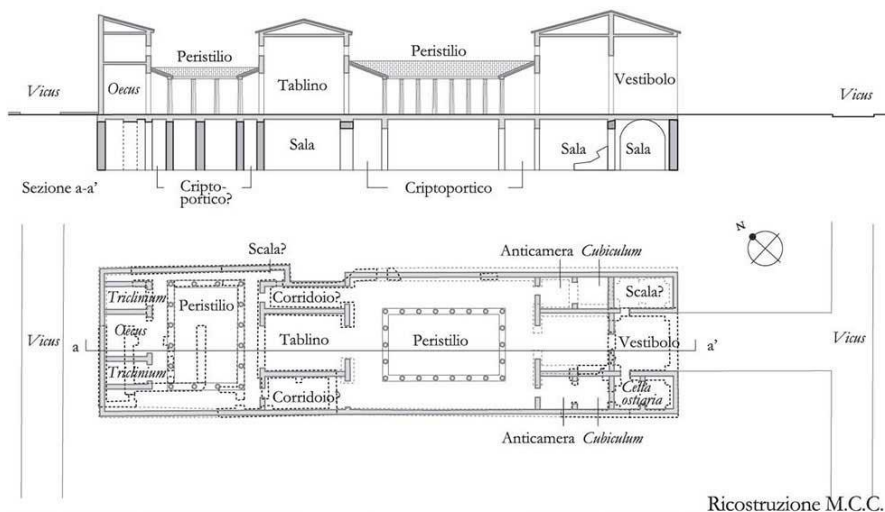 Peristilio
Peristilio
Vicus
Oecus
Tablino
Vestibolo
Vicus
Sala
Sala
Sala
Sezione a-a'
Cripto-
portico?
Criptoportico
N
Scala?
Anticamera Cubiculum
Triclinium
Peristilio
Corridoio?
Scala?
Oecus
Vicus
a
Tablino
Peristilio
Vestibolo
a'
Vicus
Triclinium
Corridoio?
Cella
ostiaria
Anticamera Cubiculum
Ricostruzione M.C.C.